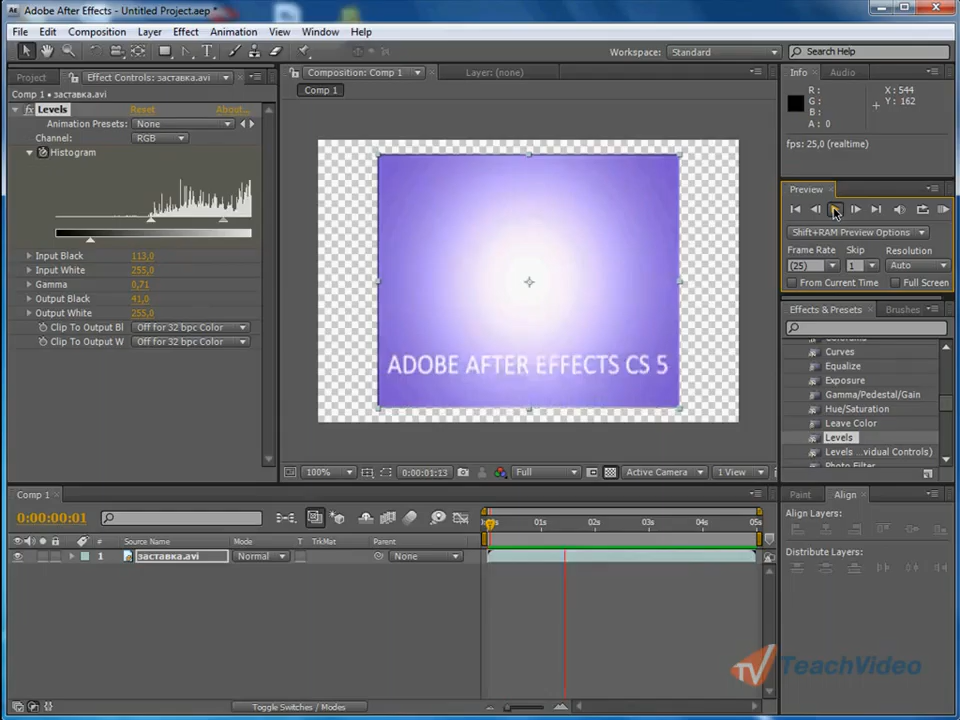 Adobe After Effects - Untitled Project.aep *
File Edit Composition Layer Effect Animation View Window Help
Workspace: Standard Search Help
Project Effect Controls: заставка.avi
Comp 1 • заставка.avi
fx Levels Reset About...
Animation Presets: None
Channel: RGB
Histogram
Input Black 113,0
Input White 255,0
Gamma 0,71
Output Black 41,0
Output White 255,0
Clip To Output Bl Off for 32 bpc Color
Clip To Output W Off for 32 bpc Color
Composition: Comp 1 Layer: (none)
Comp 1
ADOBE AFTER EFFECTS CS 5
100% 0:00:01:13 Full Active Camera 1 View
Info Audio
R: X: 544
G: Y: 162
B:
A: 0
fps: 25,0 (realtime)
Preview
Shift+RAM Preview Options
Frame Rate Skip Resolution
(25) 1 Auto
From Current Time Full Screen
Effects & Presets Brushes
Curves
Equalize
Exposure
Gamma/Pedestal/Gain
Hue/Saturation
Leave Color
Levels
Levels ...vidual Controls)
Photo Filter
Comp 1
0:00:00:01
01s 02s 03s 04s 05s
# Source Name Mode T TrkMat Parent
1 заставка.avi Normal None
Toggle Switches / Modes
Paint Align
Align Layers:
Distribute Layers:
TeachVideo